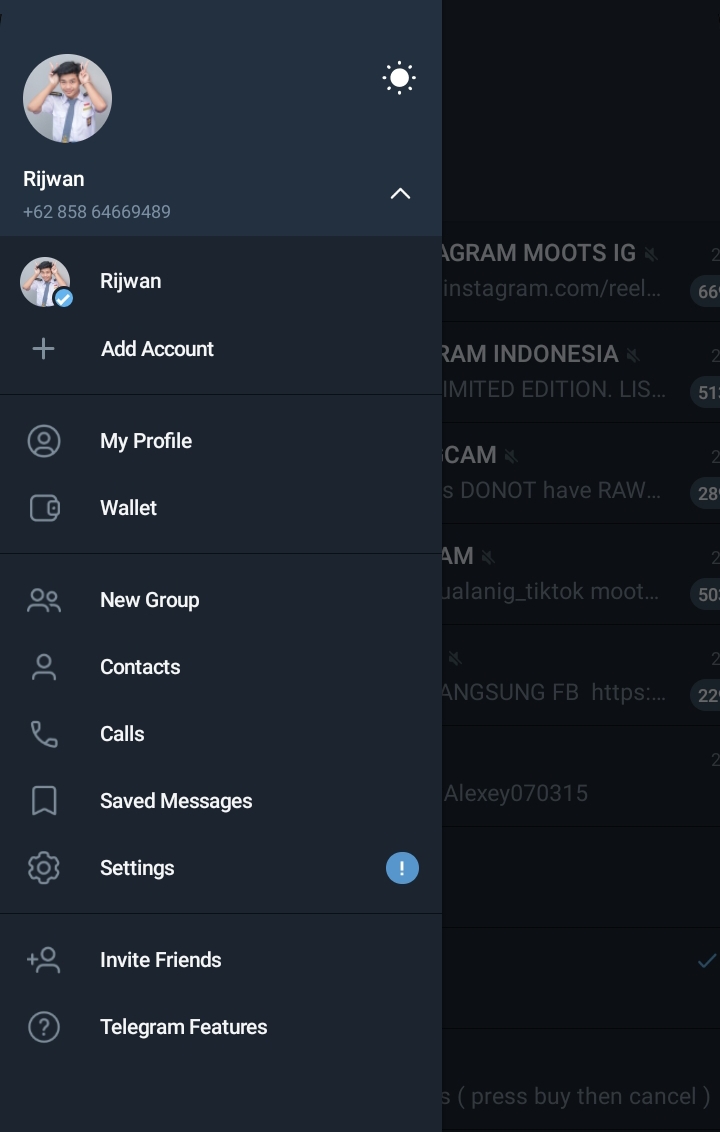 Rijwan
+62 858 64669489
Rijwan
Add Account
My Profile
Wallet
New Group
Contacts
Calls
Saved Messages
Settings
!
Invite Friends
Telegram Features
AGRAM MOOTS IG
instagram.com/reel...
RAM INDONESIA
IMITED EDITION. LIS...
CAM
s DONOT have RAW...
AM
ualanig_tiktok moot...
ANGSUNG FB https:...
Alexey070315
s ( press buy then cancel )